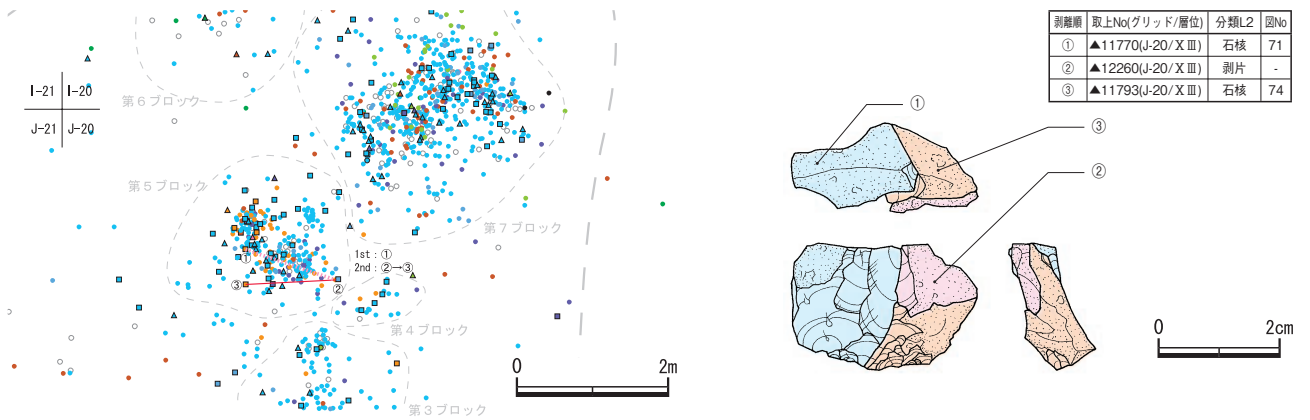 I-21 I-20
J-21 J-20
第6ブロック
第5ブロック
第7ブロック
①
1st：①
2nd：②→③
③
②
第4ブロック
第3ブロック
0 2m
剥離順 取上No(グリッド/層位) 分類L2 図No
① ▲11770(J-20/ⅩⅢ) 石核 71
② ▲12260(J-20/ⅩⅢ) 剥片 -
③ ▲11793(J-20/ⅩⅢ) 石核 74
①
③
②
0 2cm